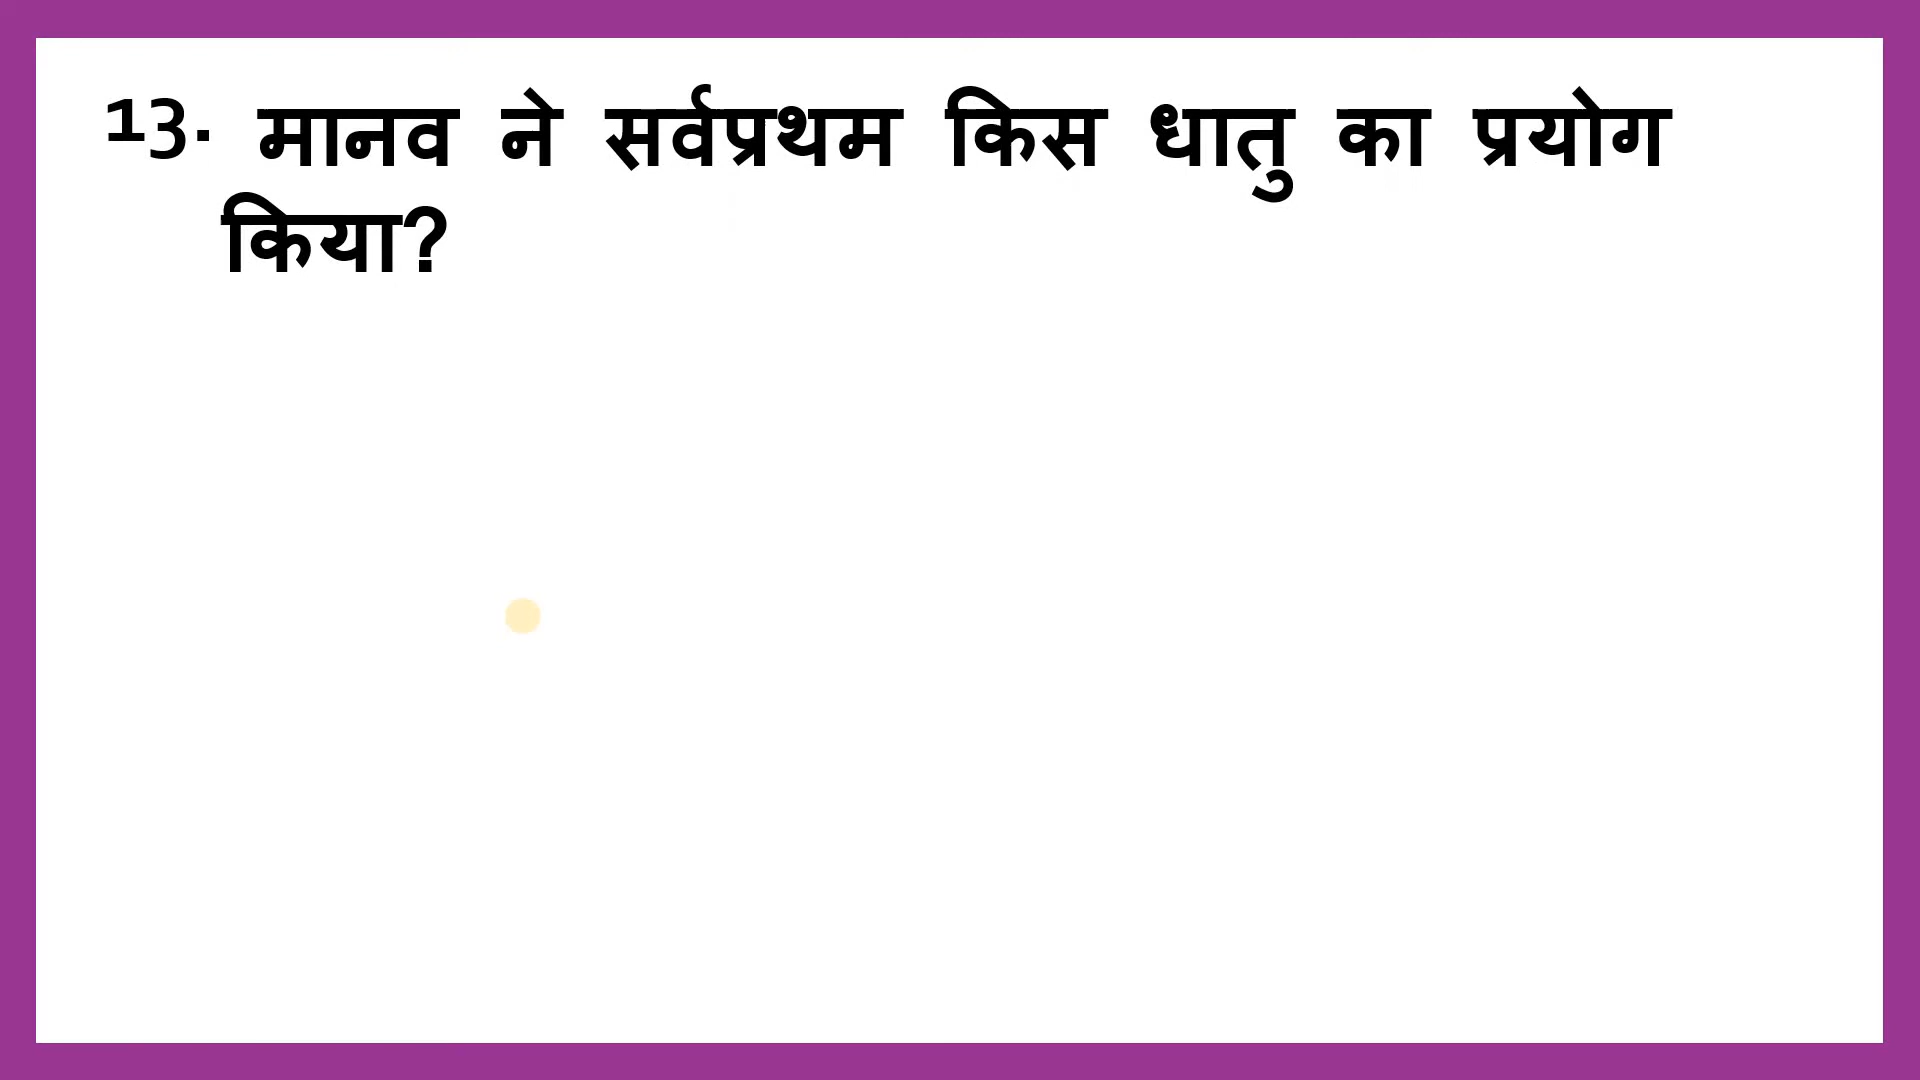 13. मानव ने सर्वप्रथम किस धातु का प्रयोग
किया?